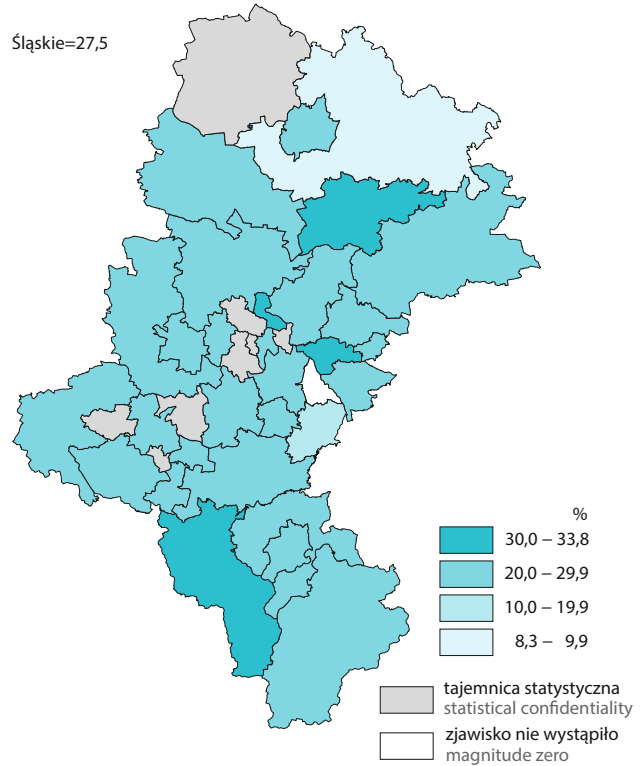 Śląskie=27,5
%
30,0 – 33,8
20,0 – 29,9
10,0 – 19,9
8,3 – 9,9
tajemnica statystyczna
statistical confidentiality
zjawisko nie wystąpiło
magnitude zero